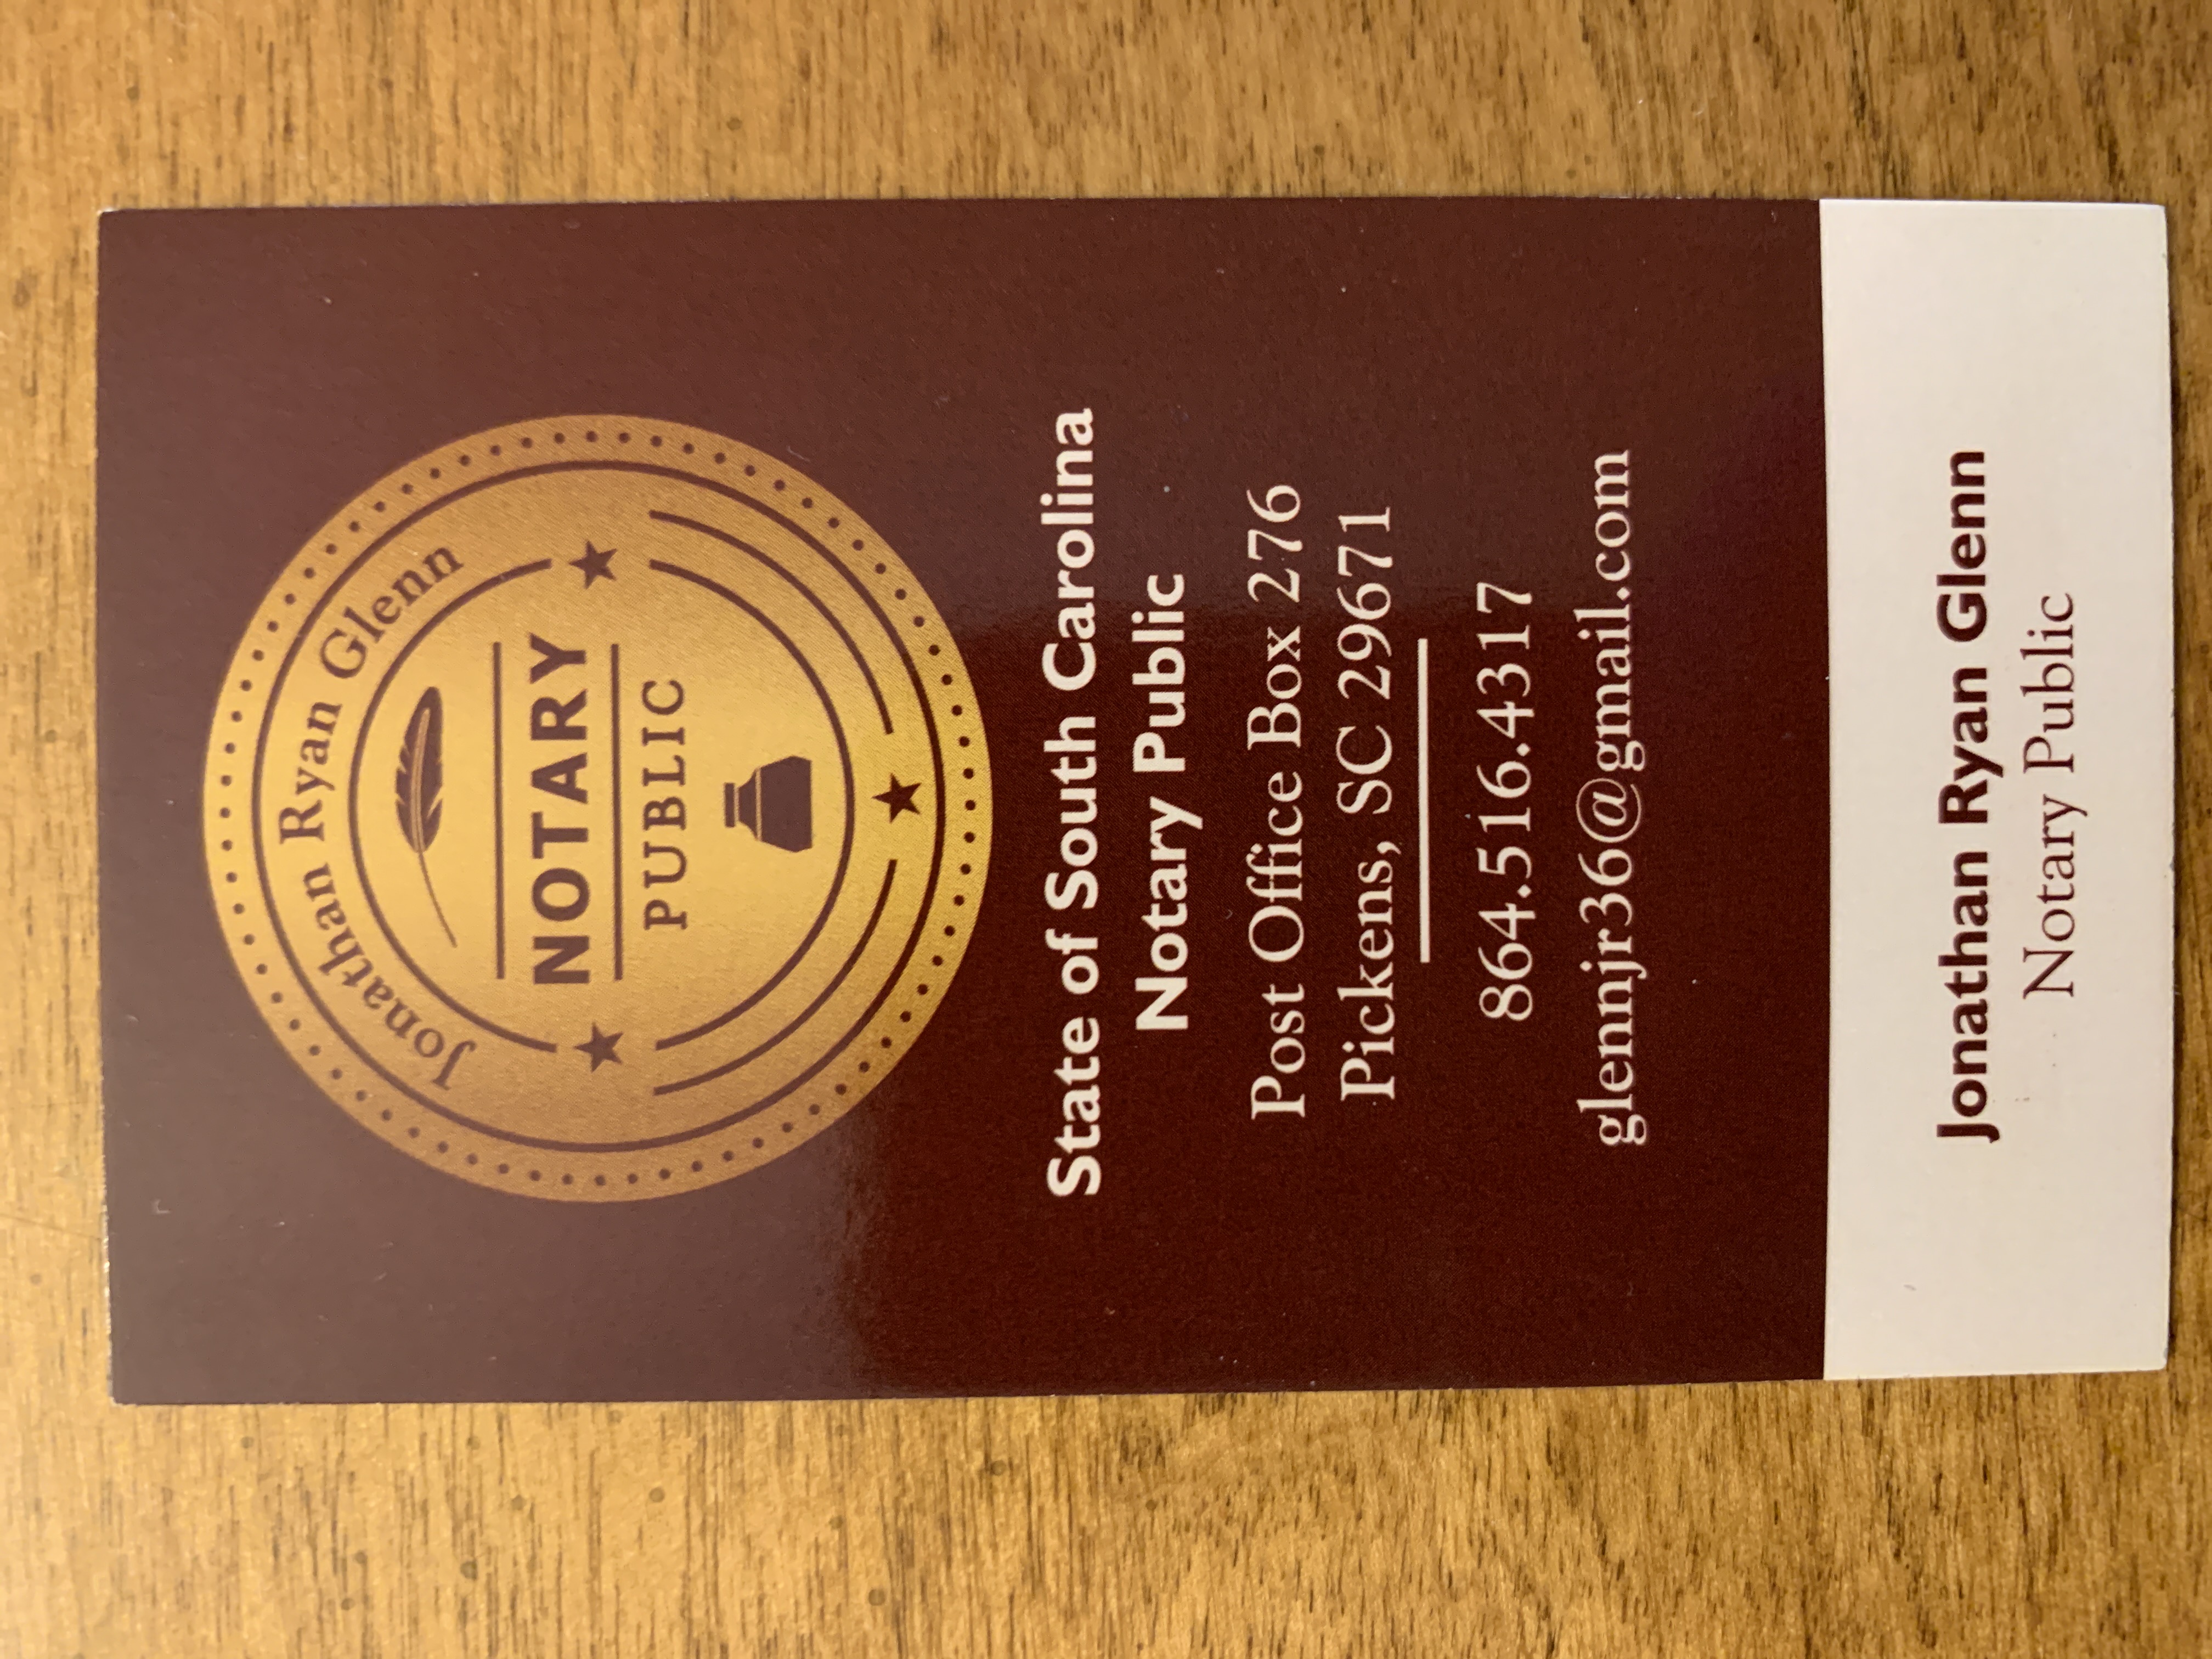 Jonathan Ryan Glenn
NOTARY
PUBLIC
State of South Carolina
Notary Public
Post Office Box 276
Pickens, SC 29671
864.516.4317
glennjr36@gmail.com
Jonathan Ryan Glenn
Notary Public